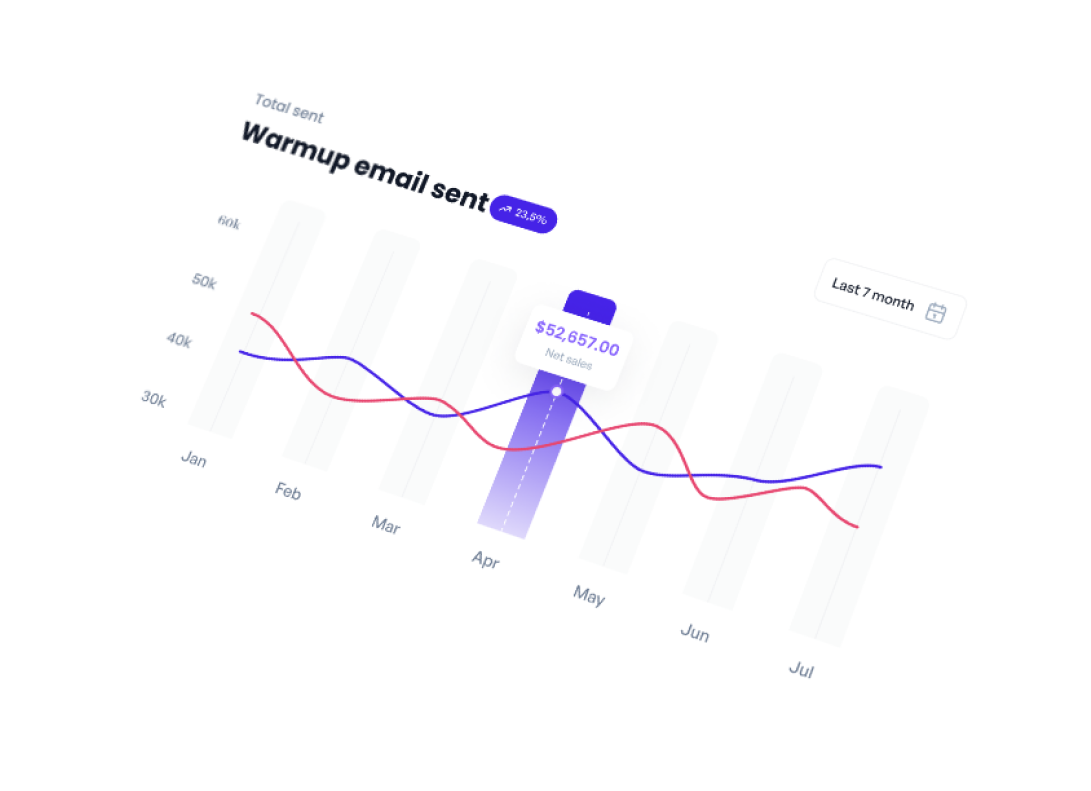 Total sent
Warmup email sent
23,5%
Last 7 month
60k
50k
40k
30k
$52,657.00
Net sales
Jan
Feb
Mar
Apr
May
Jun
Jul